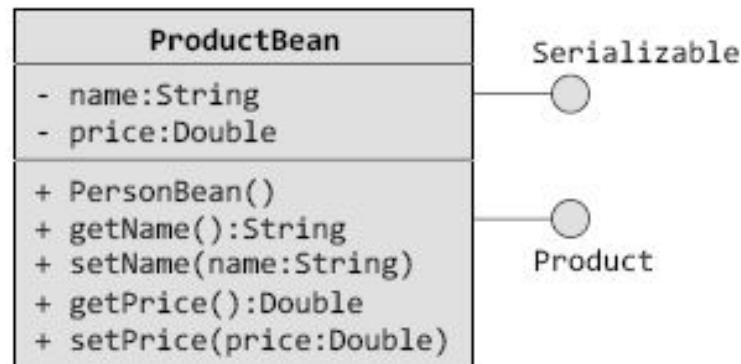 ProductBean
- name:String
- price:Double
+ PersonBean()
+ getName():String
+ setName(name:String)
+ getPrice():Double
+ setPrice(price:Double)
Serializable
Product